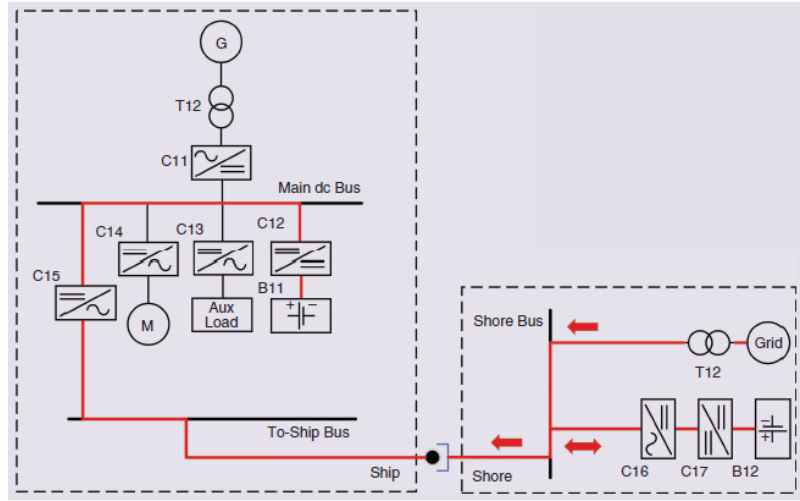 G
T12
C11
Main dc Bus
C14
C13
C12
C15
B11
+ −
M
Aux
Load
To-Ship Bus
Ship
Shore Bus
Grid
T12
−
+
Shore
C16
C17
B12